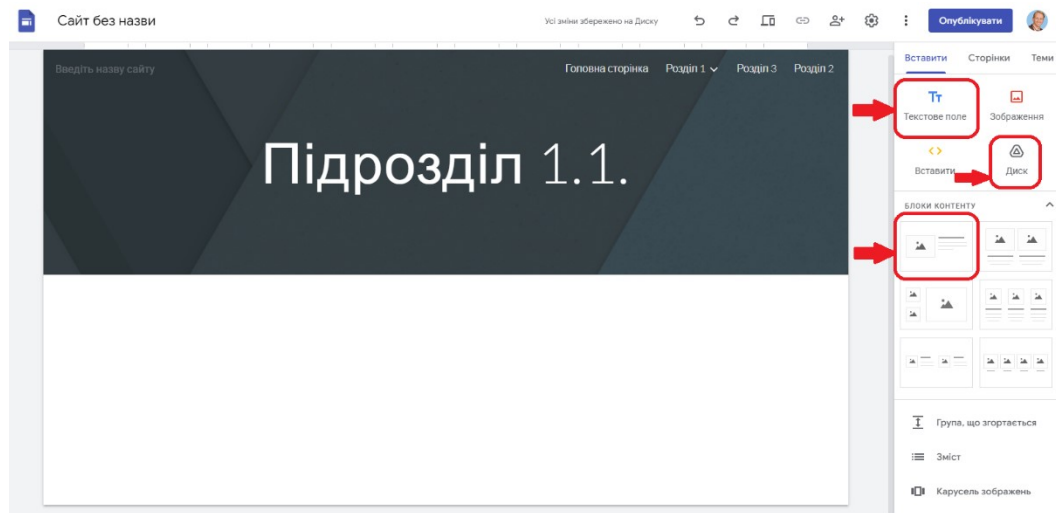 Сайт без назви
Усі зміни збережено на Диску
Опублікувати
Введіть назву сайту
Головна сторінка Розділ 1 Розділ 3 Розділ 2
Підрозділ 1.1.
Вставити Сторінки Теми
Tт
Текстове поле Зображення
Вставити Диск
БЛОКИ КОНТЕНТУ
Група, що згортається
Зміст
Карусель зображень